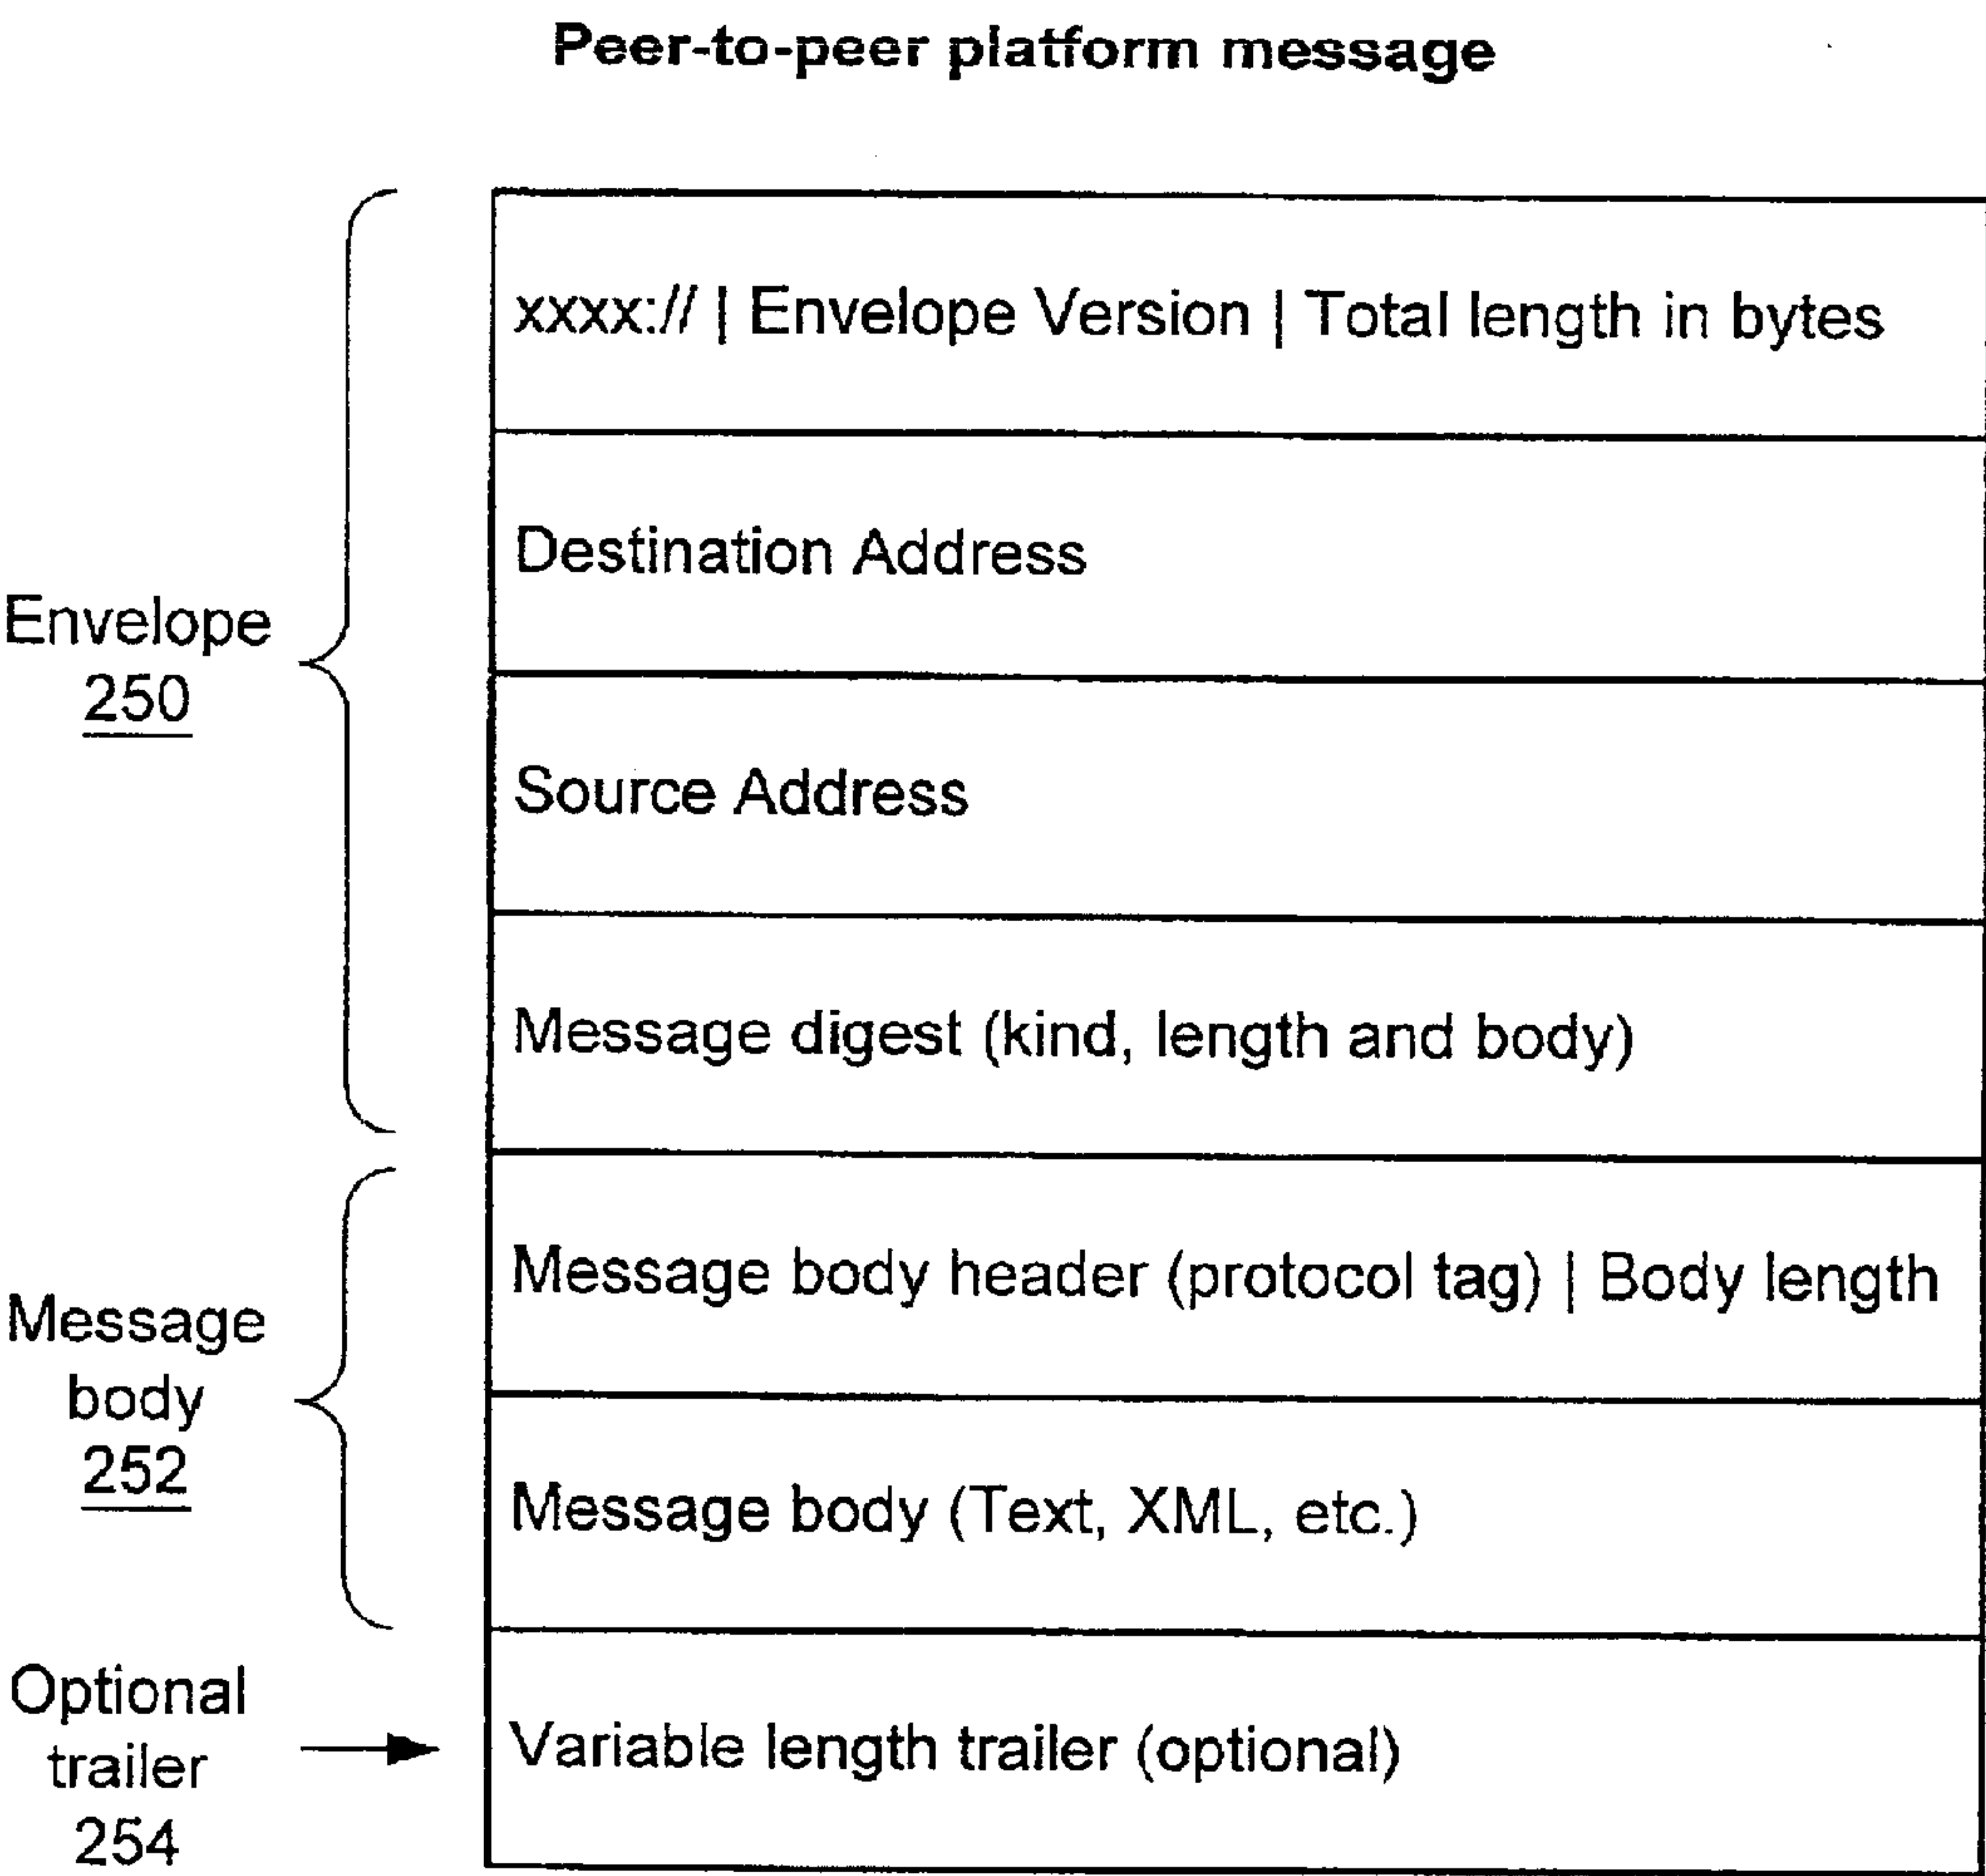 Peer-to-peer platform message
xxxx:// | Envelope Version | Total length in bytes
Destination Address
Envelope
250
Source Address
Message digest (kind, length and body)
Message body header (protocol tag) | Body length
Message
body
252
Message body (Text, XML, etc.)
Optional
trailer
254
Variable length trailer (optional)